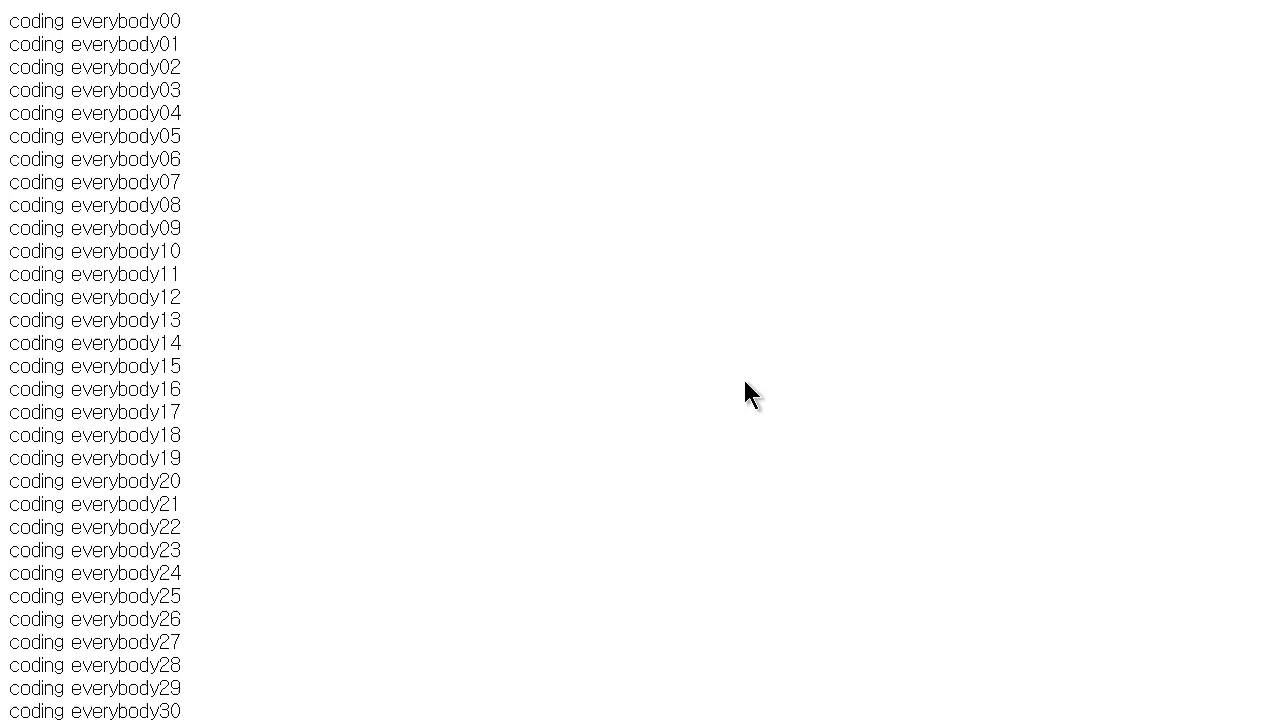 coding everybody00
coding everybody01
coding everybody02
coding everybody03
coding everybody04
coding everybody05
coding everybody06
coding everybody07
coding everybody08
coding everybody09
coding everybody10
coding everybody11
coding everybody12
coding everybody13
coding everybody14
coding everybody15
coding everybody16
coding everybody17
coding everybody18
coding everybody19
coding everybody20
coding everybody21
coding everybody22
coding everybody23
coding everybody24
coding everybody25
coding everybody26
coding everybody27
coding everybody28
coding everybody29
coding everybody30